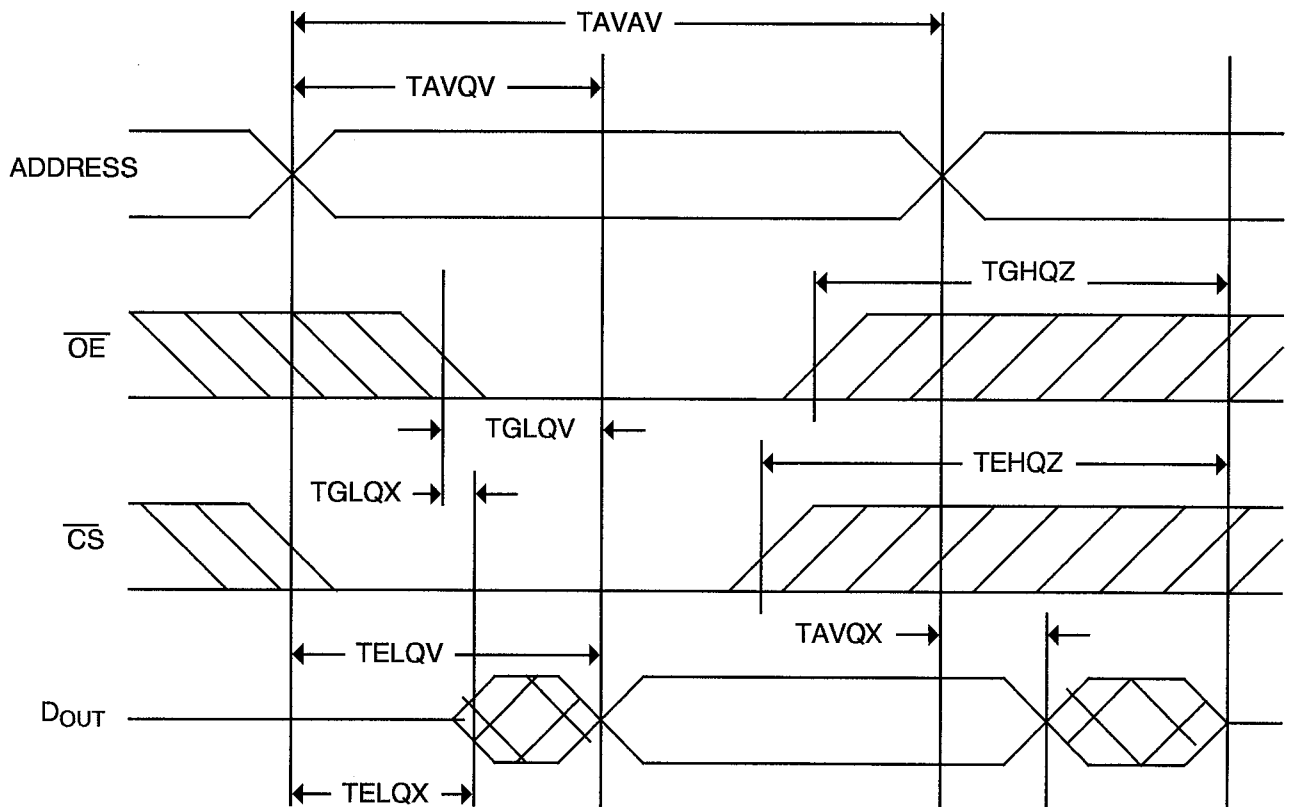 TAVAV
TAVQV
ADDRESS
TGHQZ
OE
TGLQV
TEHQZ
TGLQX
CS
TAVQX
TELQV
DOUT
TELQX